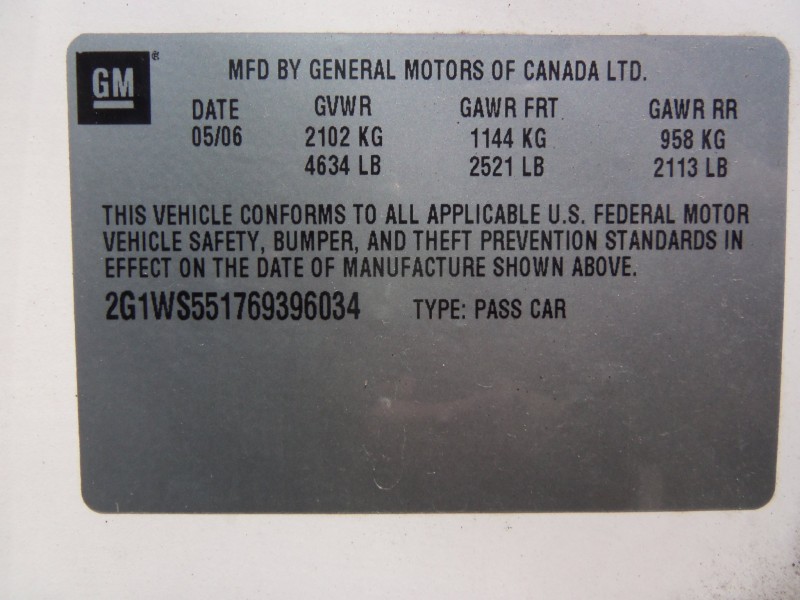 GM ® MFD BY GENERAL MOTORS OF CANADA LTD.
DATE GVWR GAWR FRT GAWR RR
05/06 2102 KG 1144 KG 958 KG
4634 LB 2521 LB 2113 LB
THIS VEHICLE CONFORMS TO ALL APPLICABLE U.S. FEDERAL MOTOR
VEHICLE SAFETY, BUMPER, AND THEFT PREVENTION STANDARDS IN
EFFECT ON THE DATE OF MANUFACTURE SHOWN ABOVE.
2G1WS551769396034 TYPE: PASS CAR